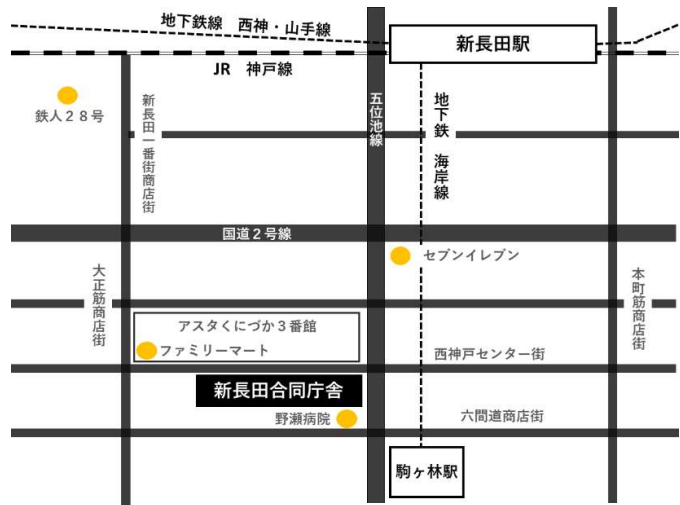 地下鉄線 西神・山手線
新長田駅
JR 神戸線
鉄人２８号
新長田一番街商店街
五位池線
地下鉄 海岸線
国道２号線
セブンイレブン
大正筋商店街
本町筋商店街
アスタくにづか３番館
ファミリーマート
西神戸センター街
新長田合同庁舎
野瀬病院
六間道商店街
駒ヶ林駅